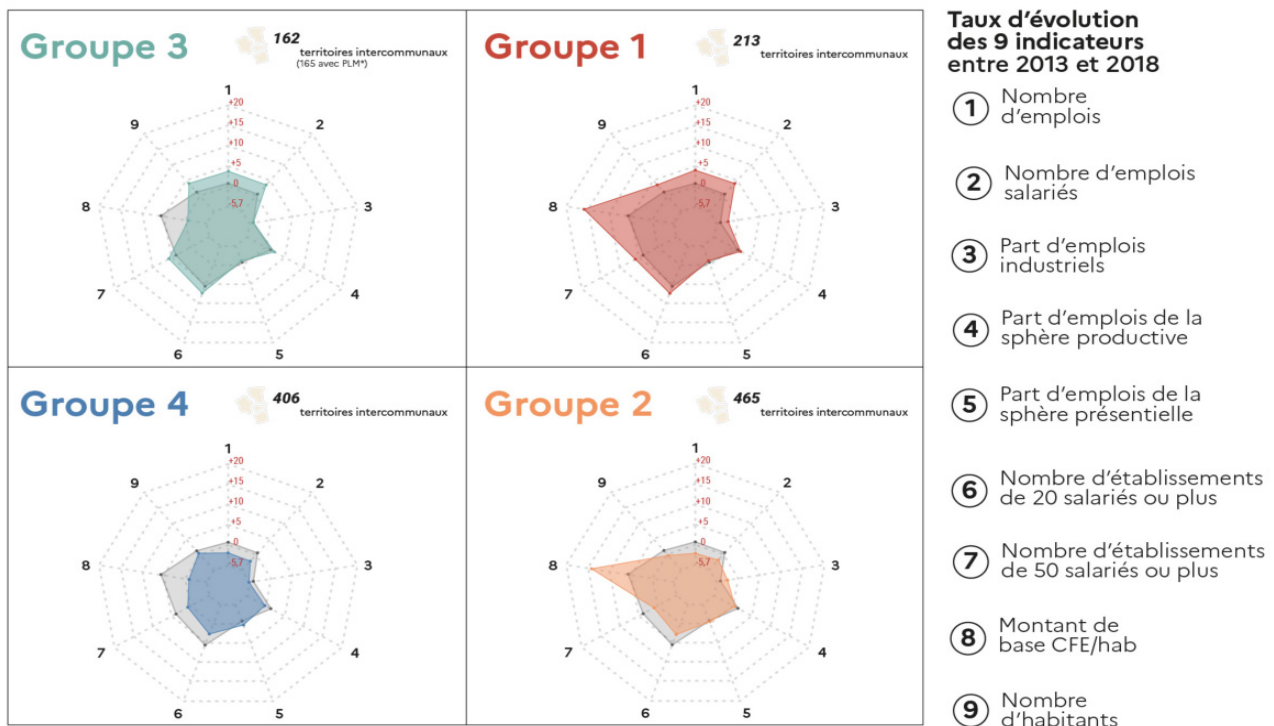 Groupe 3
162
territoires intercommunaux
(165 avec PLM*)
1
2
3
4
5
6
7
8
9
+20
+15
+10
+5
0
-5,7
Groupe 1
213
territoires intercommunaux
1
2
3
4
5
6
7
8
9
+20
+15
+10
+5
0
-5,7
Groupe 4
406
territoires intercommunaux
1
2
3
4
5
6
7
8
9
+20
+15
+10
+5
0
-5,7
Groupe 2
465
territoires intercommunaux
1
2
3
4
5
6
7
8
9
+20
+15
+10
+5
0
-5,7
Taux d'évolution
des 9 indicateurs
entre 2013 et 2018
1 Nombre
d'emplois
2 Nombre d'emplois
salariés
3 Part d'emplois
industriels
4 Part d'emplois de la
sphère productive
5 Part d'emplois de la
sphère présentielle
6 Nombre d'établissements
de 20 salariés ou plus
7 Nombre d'établissements
de 50 salariés ou plus
8 Montant de
base CFE/hab
9 Nombre
d'habitants